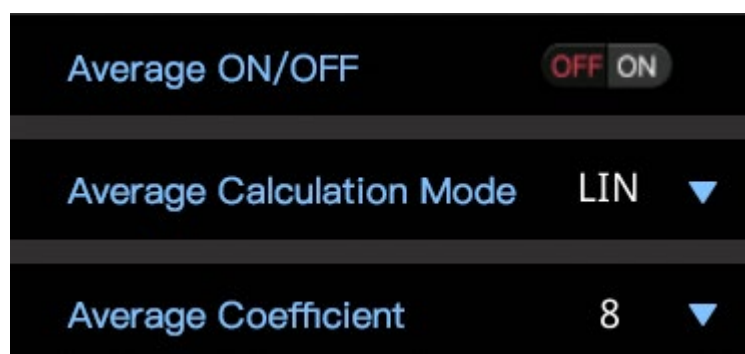 Average ON/OFF OFF ON
Average Calculation Mode LIN
Average Coefficient 8